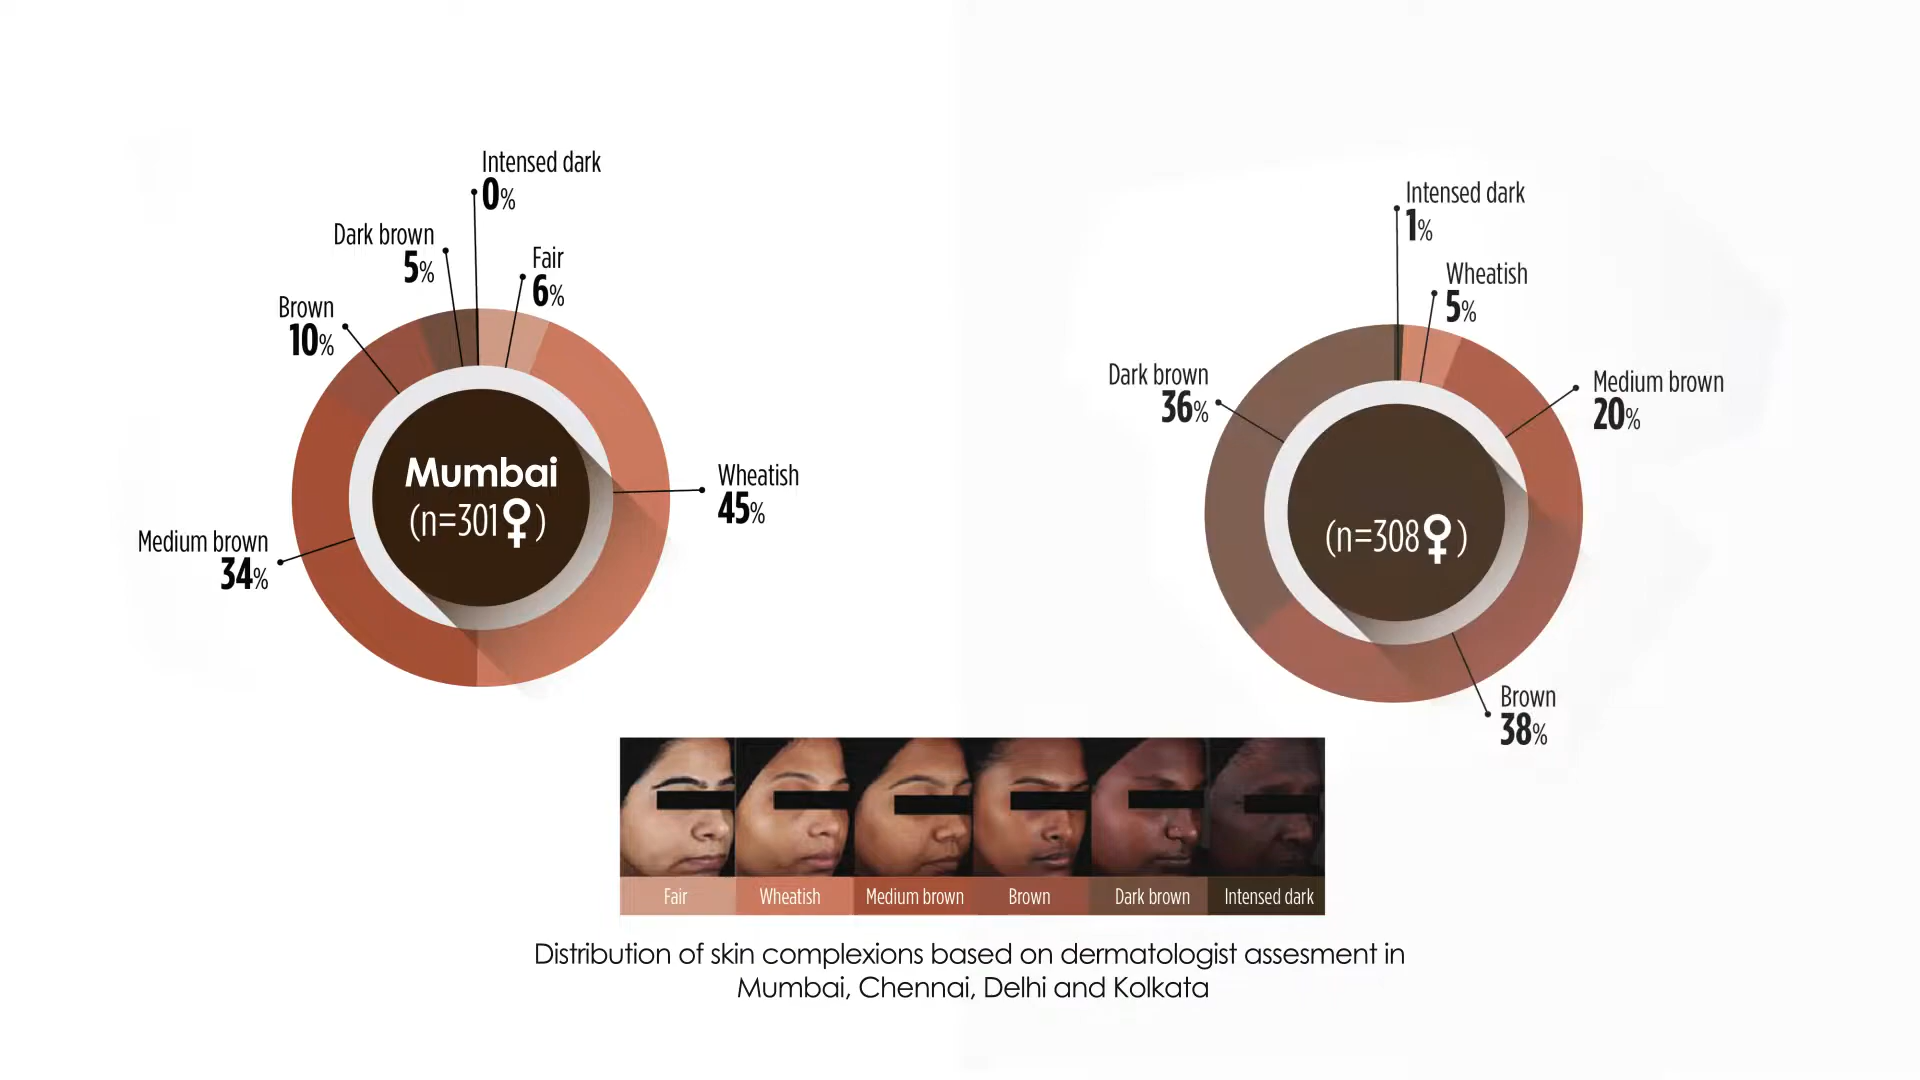 Intensed dark
0%
Dark brown
5%
Fair
6%
Brown
10%
Wheatish
45%
Medium brown
34%
Mumbai
(n=301♀)
Intensed dark
1%
Wheatish
5%
Medium brown
20%
Dark brown
36%
Brown
38%
(n=308♀)
Fair
Wheatish
Medium brown
Brown
Dark brown
Intensed dark
Distribution of skin complexions based on dermatologist assesment in
Mumbai, Chennai, Delhi and Kolkata